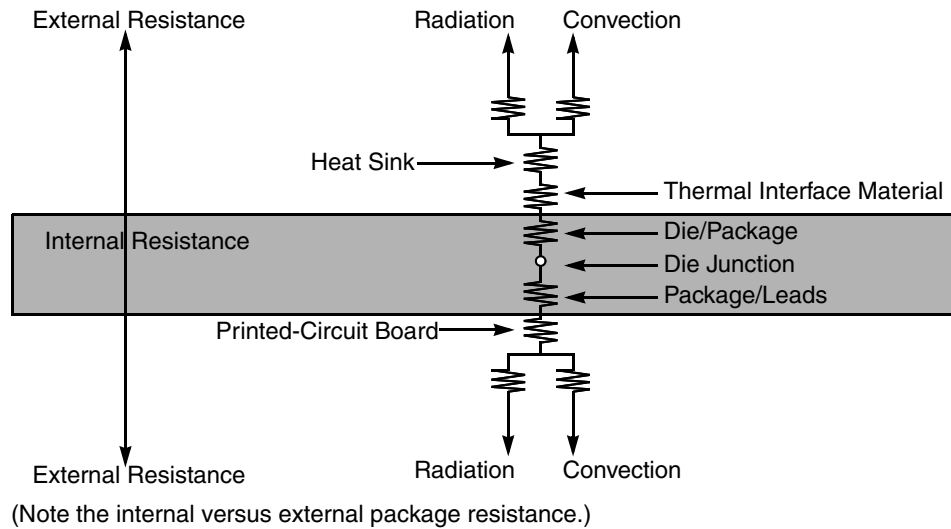 External Resistance
Radiation
Convection
Heat Sink
Thermal Interface Material
Internal Resistance
Die/Package
Die Junction
Package/Leads
Printed-Circuit Board
External Resistance
Radiation
Convection
(Note the internal versus external package resistance.)